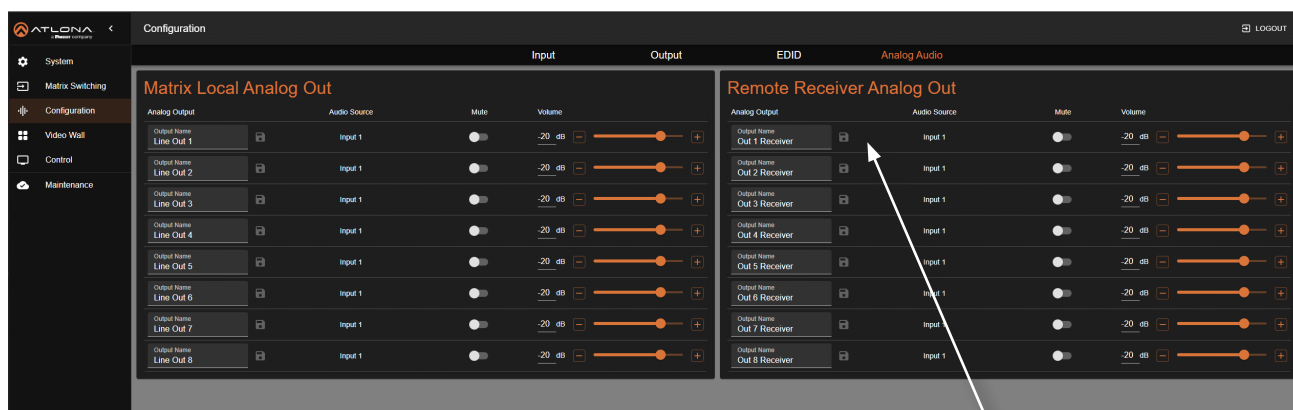 ATLONA
a Panduit company
Configuration
LOGOUT
Input Output EDID Analog Audio
System
Matrix Switching
Configuration
Video Wall
Control
Maintenance
Matrix Local Analog Out
Analog Output Audio Source Mute Volume
Output Name
Line Out 1 Input 1 -20 dB
Output Name
Line Out 2 Input 1 -20 dB
Output Name
Line Out 3 Input 1 -20 dB
Output Name
Line Out 4 Input 1 -20 dB
Output Name
Line Out 5 Input 1 -20 dB
Output Name
Line Out 6 Input 1 -20 dB
Output Name
Line Out 7 Input 1 -20 dB
Output Name
Line Out 8 Input 1 -20 dB
Remote Receiver Analog Out
Analog Output Audio Source Mute Volume
Output Name
Out 1 Receiver Input 1 -20 dB
Output Name
Out 2 Receiver Input 1 -20 dB
Output Name
Out 3 Receiver Input 1 -20 dB
Output Name
Out 4 Receiver Input 1 -20 dB
Output Name
Out 5 Receiver Input 1 -20 dB
Output Name
Out 6 Receiver Input 1 -20 dB
Output Name
Out 7 Receiver Input 1 -20 dB
Output Name
Out 8 Receiver Input 1 -20 dB